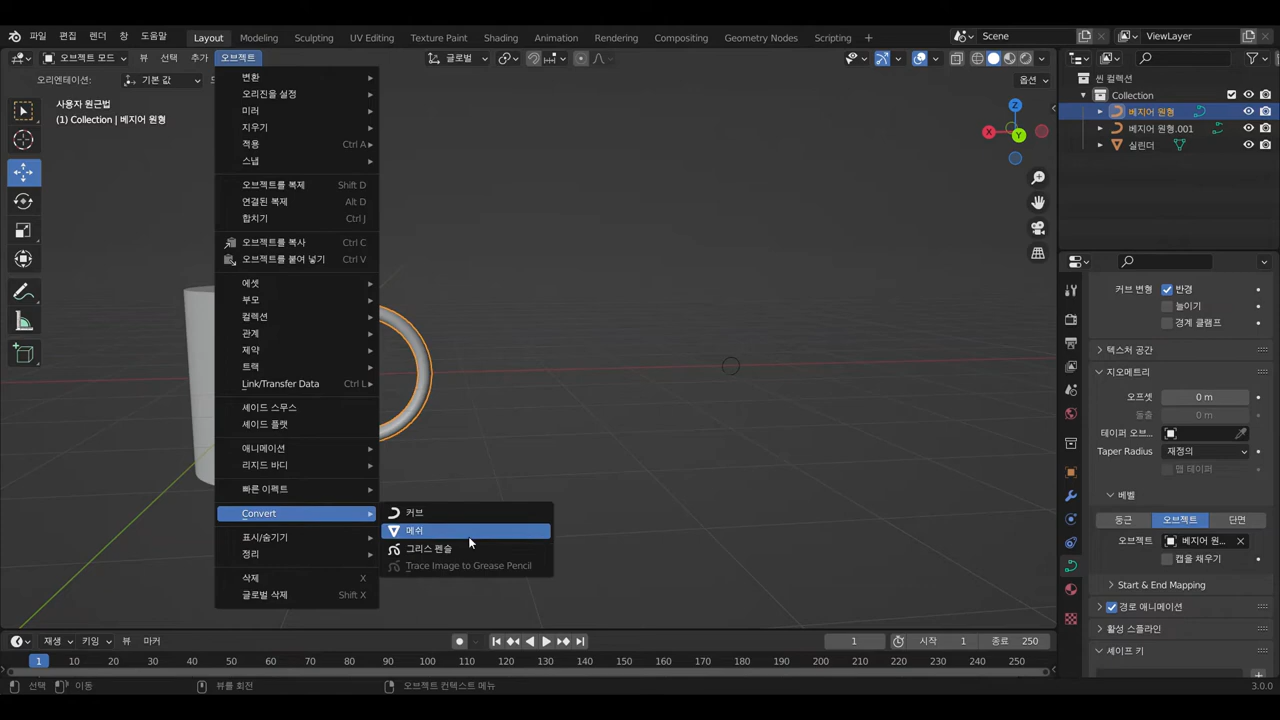 파일 편집 렌더 창 도움말 Layout Modeling Sculpting UV Editing Texture Paint Shading Animation Rendering Compositing Geometry Nodes Scripting Scene ViewLayer
오브젝트 모드 뷰 선택 추가 오브젝트 글로벌
오리엔테이션: 기본 값 옵션
사용자 원근법
(1) Collection | 베지어 원형
변환
오리진을 설정
미러
지우기
적용 Ctrl A
스냅
오브젝트를 복제 Shift D
연결된 복제 Alt D
합치기 Ctrl J
오브젝트를 복사 Ctrl C
오브젝트를 붙여 넣기 Ctrl V
에셋
부모
컬렉션
관계
제약
트랙
Link/Transfer Data Ctrl L
셰이드 스무스
셰이드 플랫
애니메이션
리지드 바디
빠른 이펙트
Convert
표시/숨기기
정리
삭제 X
글로벌 삭제 Shift X
커브
메쉬
그리스 펜슬
Trace Image to Grease Pencil
Z
X
Y
씬 컬렉션
Collection
베지어 원형
베지어 원형.001
실린더
커브 변형 반경
늘이기
경계 클램프
텍스처 공간
지오메트리
오프셋 0 m
돌출 0 m
테이퍼 오브...
Taper Radius 재정의
맵 테이퍼
베벨
둥근 오브젝트 단면
오브젝트 베지어 원...
캡을 채우기
Start & End Mapping
경로 애니메이션
활성 스플라인
셰이프 키
재생 키잉 뷰 마커 1 시작 1 종료 250
1 10 20 30 40 50 60 70 80 90 100 110 120 130 140 150 160 170 180 190 200 210 220 230 240 250
선택 이동 뷰를 회전 오브젝트 컨텍스트 메뉴 3.0.0